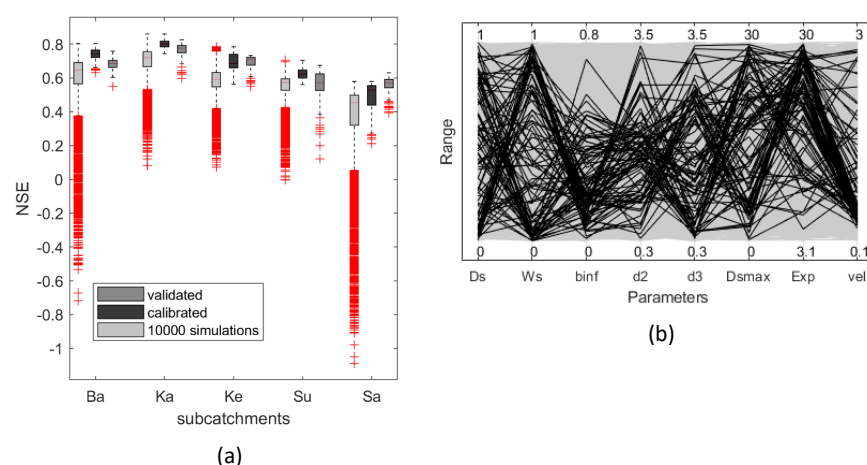 (a)
NSE
0.8
0.6
0.4
0.2
0
-0.2
-0.4
-0.6
-0.8
-1
validated
calibrated
10000 simulations
Ba Ka Ke Su Sa
subcatchments
(a)
(b)
Range
1 1 0.8 3.5 3.5 30 30 3
0 0 0 0.3 0.3 0 3.1 0.1
Ds Ws binf d2 d3 Dsmax Exp vel
Parameters
(b)